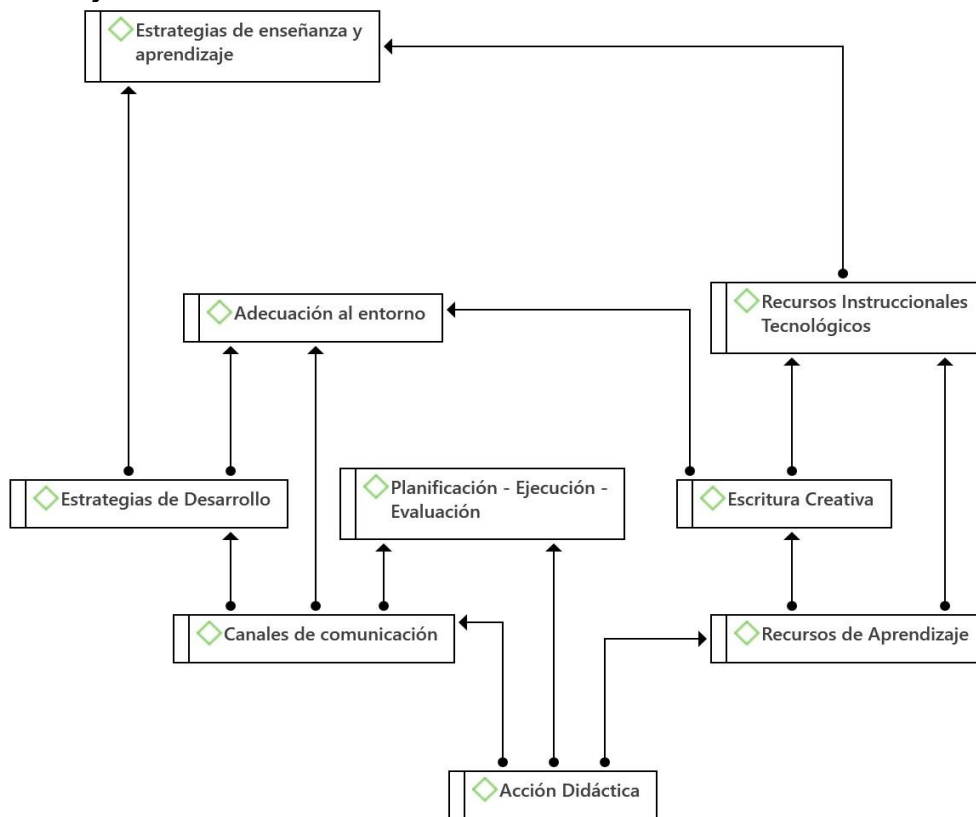 Estrategias de enseñanza y
aprendizaje
Adecuación al entorno
Recursos Instruccionales
Tecnológicos
Estrategias de Desarrollo
Planificación - Ejecución -
Evaluación
Escritura Creativa
Canales de comunicación
Recursos de Aprendizaje
Acción Didáctica